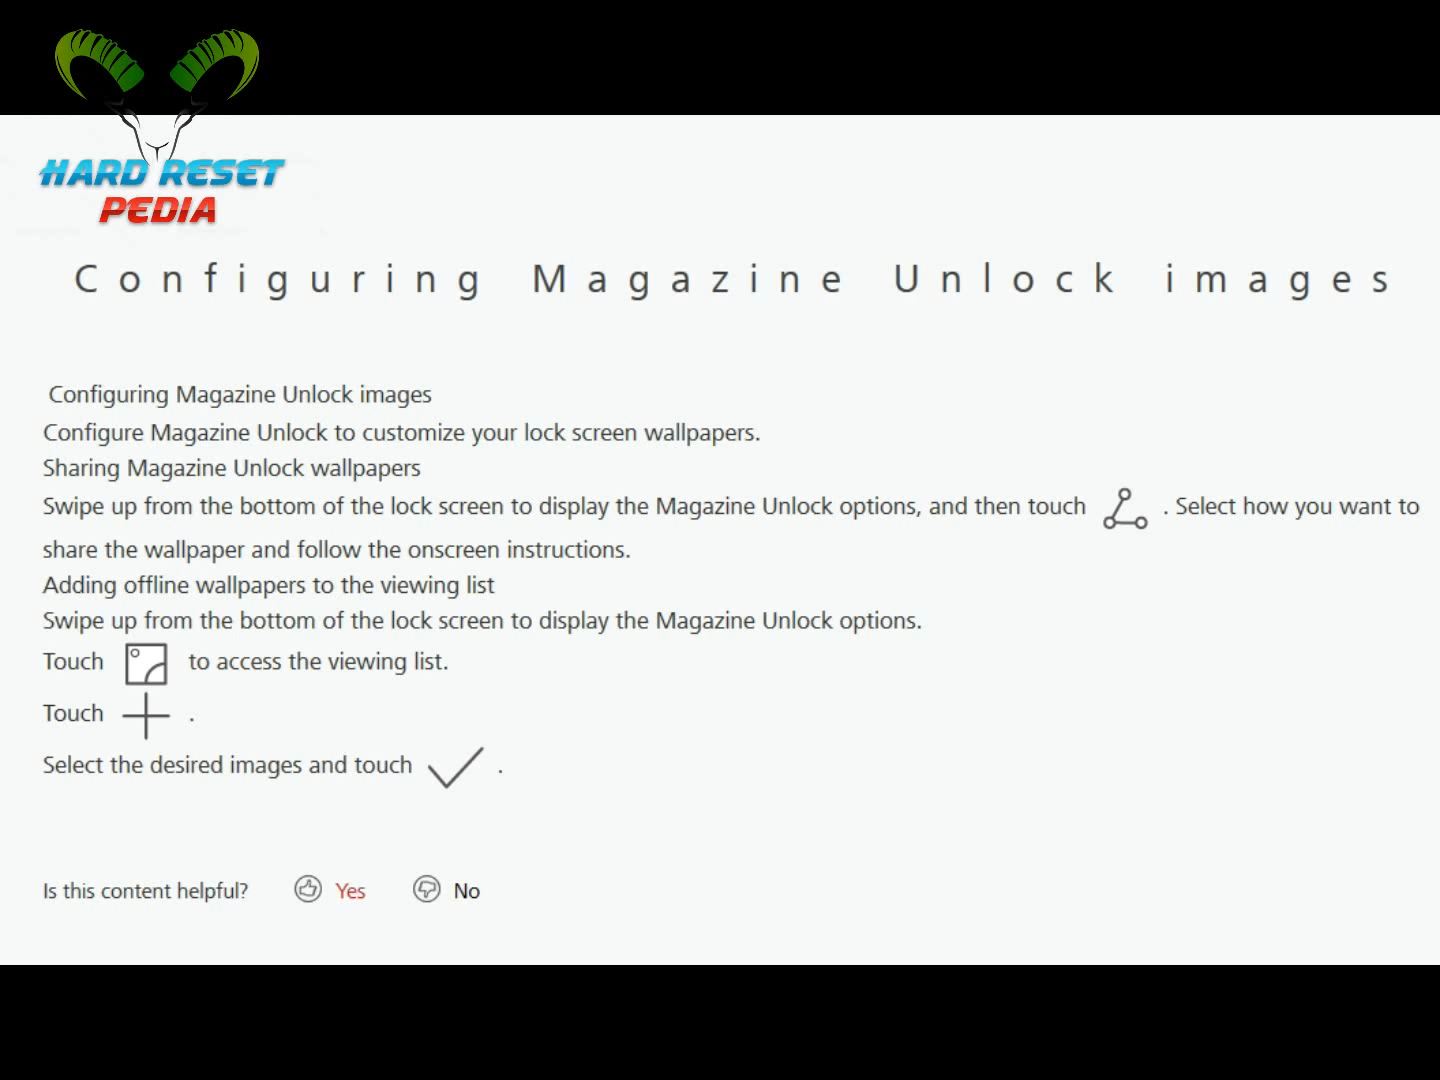 HARD RESET
PEDIA
Configuring Magazine Unlock images
Configuring Magazine Unlock images
Configure Magazine Unlock to customize your lock screen wallpapers.
Sharing Magazine Unlock wallpapers
Swipe up from the bottom of the lock screen to display the Magazine Unlock options, and then touch . Select how you want to
share the wallpaper and follow the onscreen instructions.
Adding offline wallpapers to the viewing list
Swipe up from the bottom of the lock screen to display the Magazine Unlock options.
Touch to access the viewing list.
Touch .
Select the desired images and touch .
Is this content helpful? Yes No